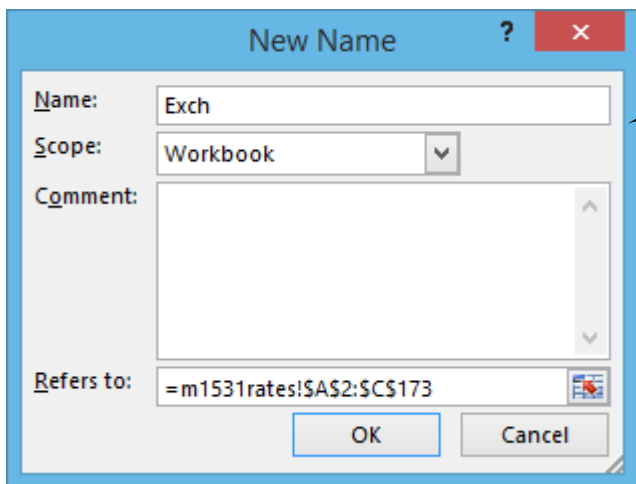 New Name ?
Name: Exch
Scope: Workbook
Comment:
Refers to: =m1531rates!$A$2:$C$173
OK Cancel